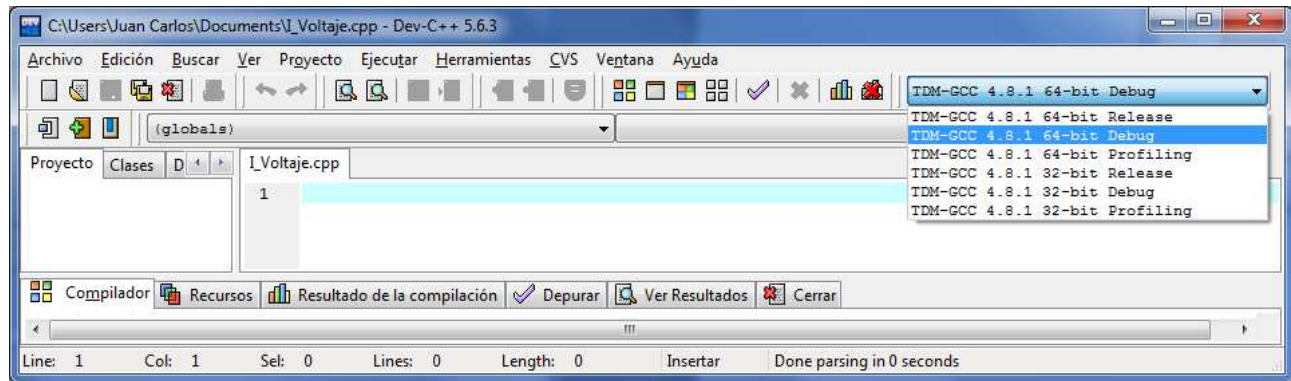 C:\Users\Juan Carlos\Documents\I_Voltaje.cpp - Dev-C++ 5.6.3
Archivo Edición Buscar Ver Proyecto Ejecutar Herramientas CVS Ventana Ayuda
TDM-GCC 4.8.1 64-bit Debug
TDM-GCC 4.8.1 64-bit Release
TDM-GCC 4.8.1 64-bit Debug
TDM-GCC 4.8.1 64-bit Profiling
TDM-GCC 4.8.1 32-bit Release
TDM-GCC 4.8.1 32-bit Debug
TDM-GCC 4.8.1 32-bit Profiling
(globals)
Proyecto Clases D
I_Voltaje.cpp
1
Compilador Recursos Resultado de la compilación Depurar Ver Resultados Cerrar
Line: 1 Col: 1 Sel: 0 Lines: 0 Length: 0 Insertar Done parsing in 0 seconds